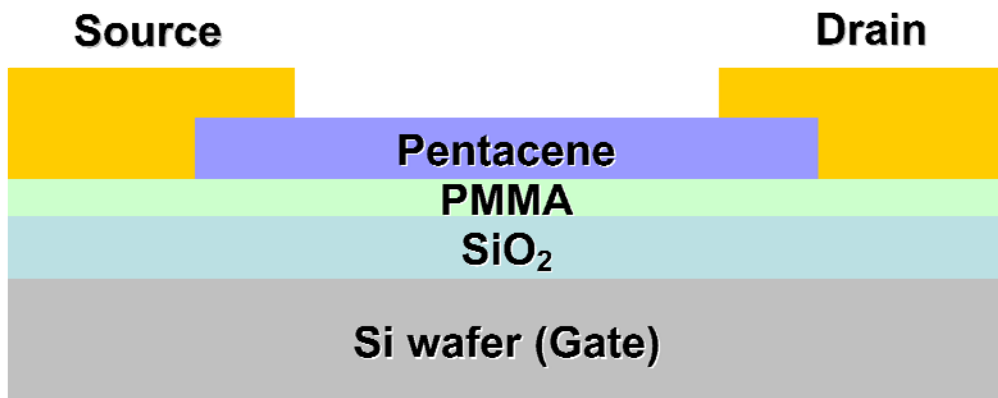 Source
Drain
Pentacene
PMMA
SiO₂
Si wafer (Gate)